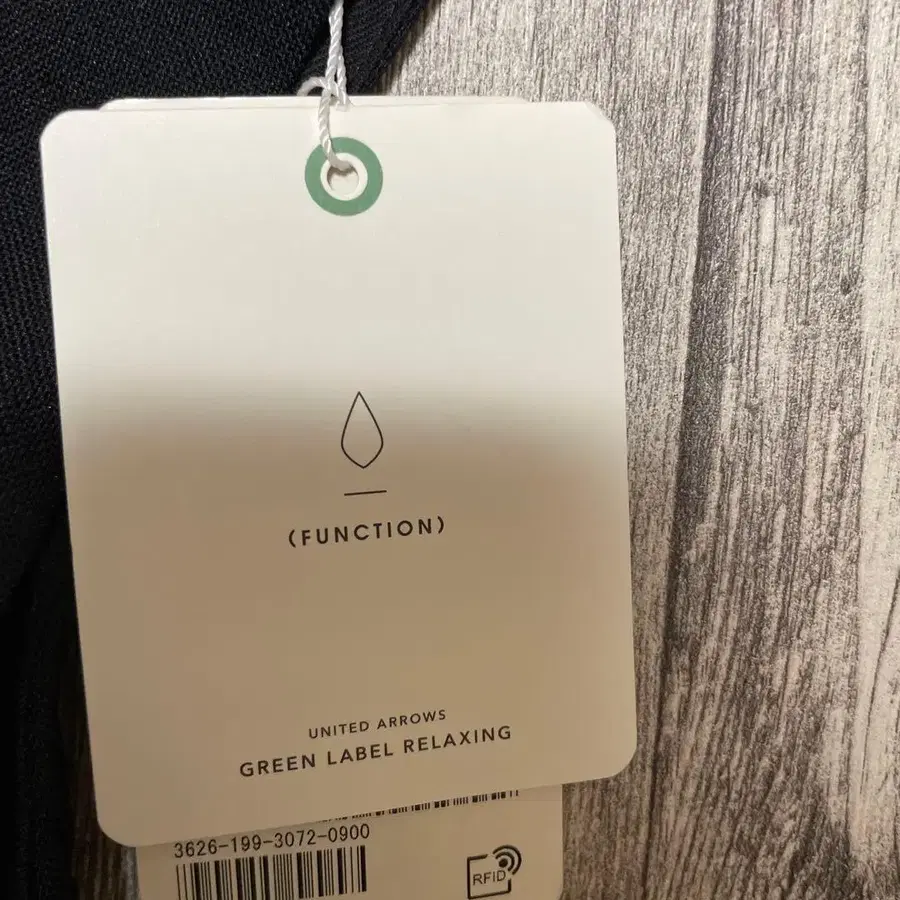 (FUNCTION)
UNITED ARROWS
GREEN LABEL RELAXING
3626-199-3072-0900
RFiD